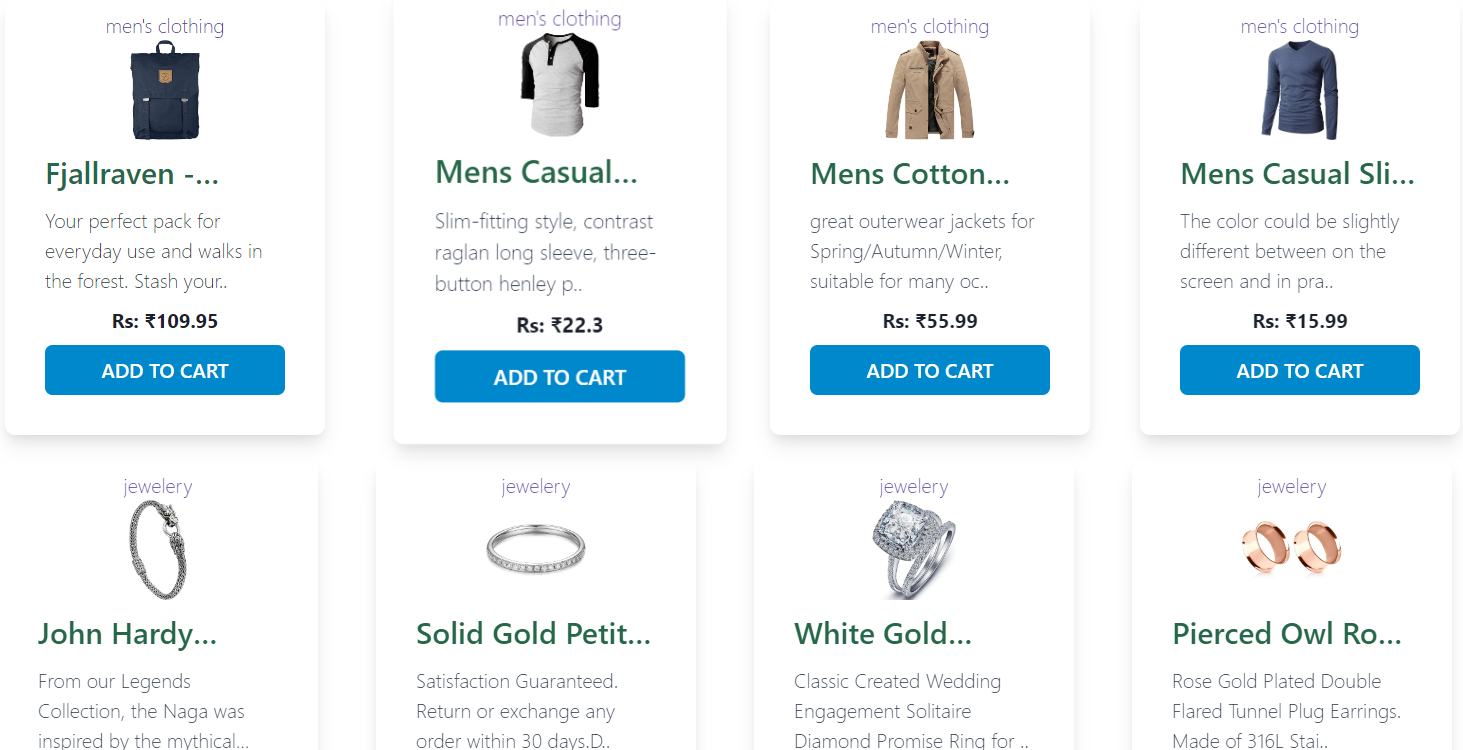 men's clothing
Fjallraven -...
Your perfect pack for
everyday use and walks in
the forest. Stash your..
Rs: ₹109.95
ADD TO CART
men's clothing
Mens Casual...
Slim-fitting style, contrast
raglan long sleeve, three-
button henley p..
Rs: ₹22.3
ADD TO CART
men's clothing
Mens Cotton...
great outerwear jackets for
Spring/Autumn/Winter,
suitable for many oc..
Rs: ₹55.99
ADD TO CART
men's clothing
Mens Casual Sli...
The color could be slightly
different between on the
screen and in pra..
Rs: ₹15.99
ADD TO CART
jewelery
John Hardy...
From our Legends
Collection, the Naga was
inspired by the mythical...
jewelery
Solid Gold Petit...
Satisfaction Guaranteed.
Return or exchange any
order within 30 days.D..
jewelery
White Gold...
Classic Created Wedding
Engagement Solitaire
Diamond Promise Ring for ..
jewelery
Pierced Owl Ro...
Rose Gold Plated Double
Flared Tunnel Plug Earrings.
Made of 316L Stai..